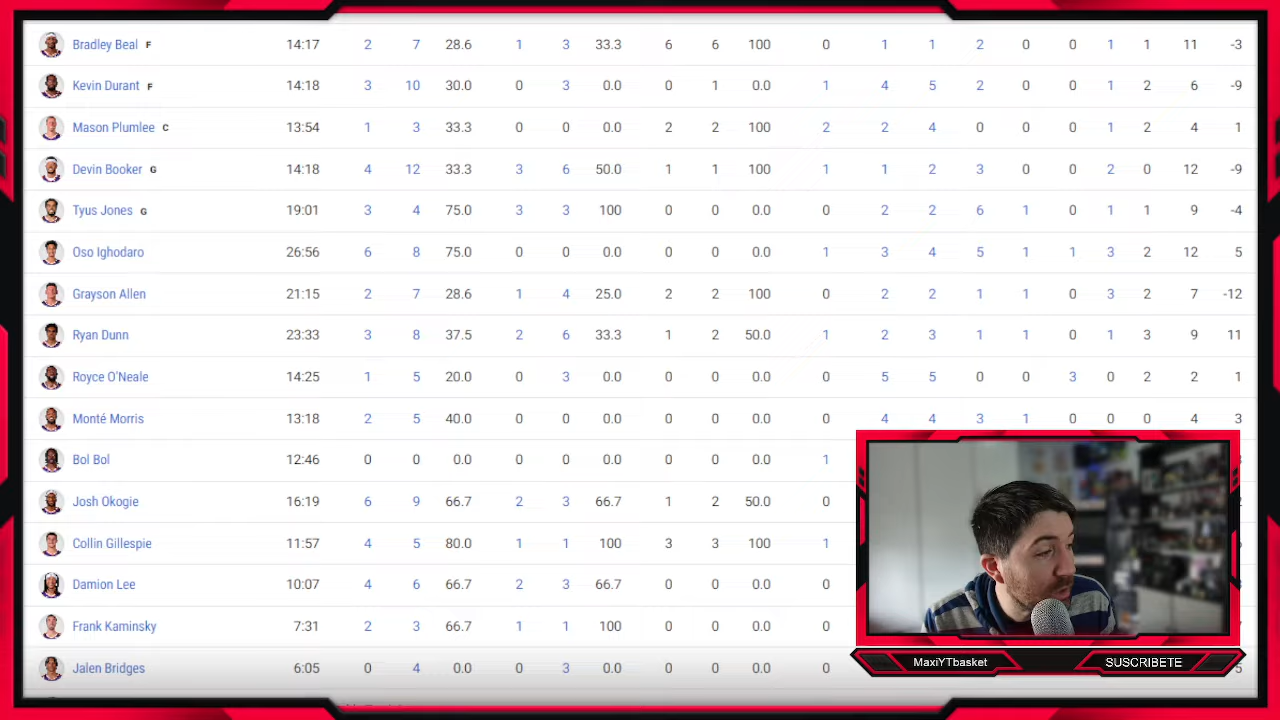 Bradley Beal F 14:17 2 7 28.6 1 3 33.3 6 6 100 0 1 1 2 0 0 1 1 11 -3
Kevin Durant F 14:18 3 10 30.0 0 3 0.0 0 1 0.0 1 4 5 2 0 0 1 2 6 -9
Mason Plumlee C 13:54 1 3 33.3 0 0 0.0 2 2 100 2 2 4 0 0 0 1 2 4 1
Devin Booker G 14:18 4 12 33.3 3 6 50.0 1 1 100 1 1 2 3 0 0 2 0 12 -9
Tyus Jones G 19:01 3 4 75.0 3 3 100 0 0 0.0 0 2 2 6 1 0 1 1 9 -4
Oso Ighodaro 26:56 6 8 75.0 0 0 0.0 0 0 0.0 1 3 4 5 1 1 3 2 12 5
Grayson Allen 21:15 2 7 28.6 1 4 25.0 2 2 100 0 2 2 1 1 0 3 2 7 -12
Ryan Dunn 23:33 3 8 37.5 2 6 33.3 1 2 50.0 1 2 3 1 1 0 1 3 9 11
Royce O'Neale 14:25 1 5 20.0 0 3 0.0 0 0 0.0 0 5 5 0 0 3 0 2 2 1
Monté Morris 13:18 2 5 40.0 0 0 0.0 0 0 0.0 0 4 4 3 1 0 0 0 4 3
Bol Bol 12:46 0 0 0.0 0 0 0.0 0 0 0.0 1
Josh Okogie 16:19 6 9 66.7 2 3 66.7 1 2 50.0 0
Collin Gillespie 11:57 4 5 80.0 1 1 100 3 3 100 1
Damion Lee 10:07 4 6 66.7 2 3 66.7 0 0 0.0 0
Frank Kaminsky 7:31 2 3 66.7 1 1 100 0 0 0.0 0
Jalen Bridges 6:05 0 4 0.0 0 3 0.0 0 0 0.0 0 5
MaxiYTbasket
SUSCRIBETE